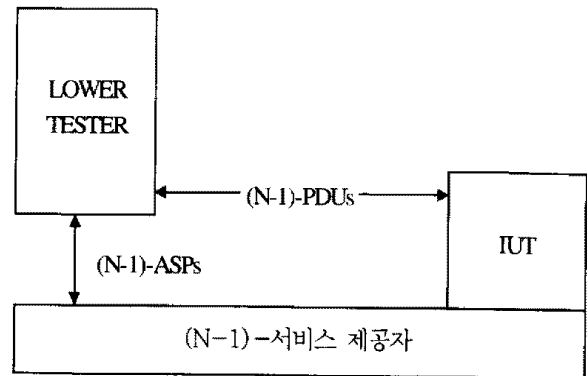 LOWER
TESTER
(N-1)-PDUs
IUT
(N-1)-ASPs
(N-1)-서비스 제공자